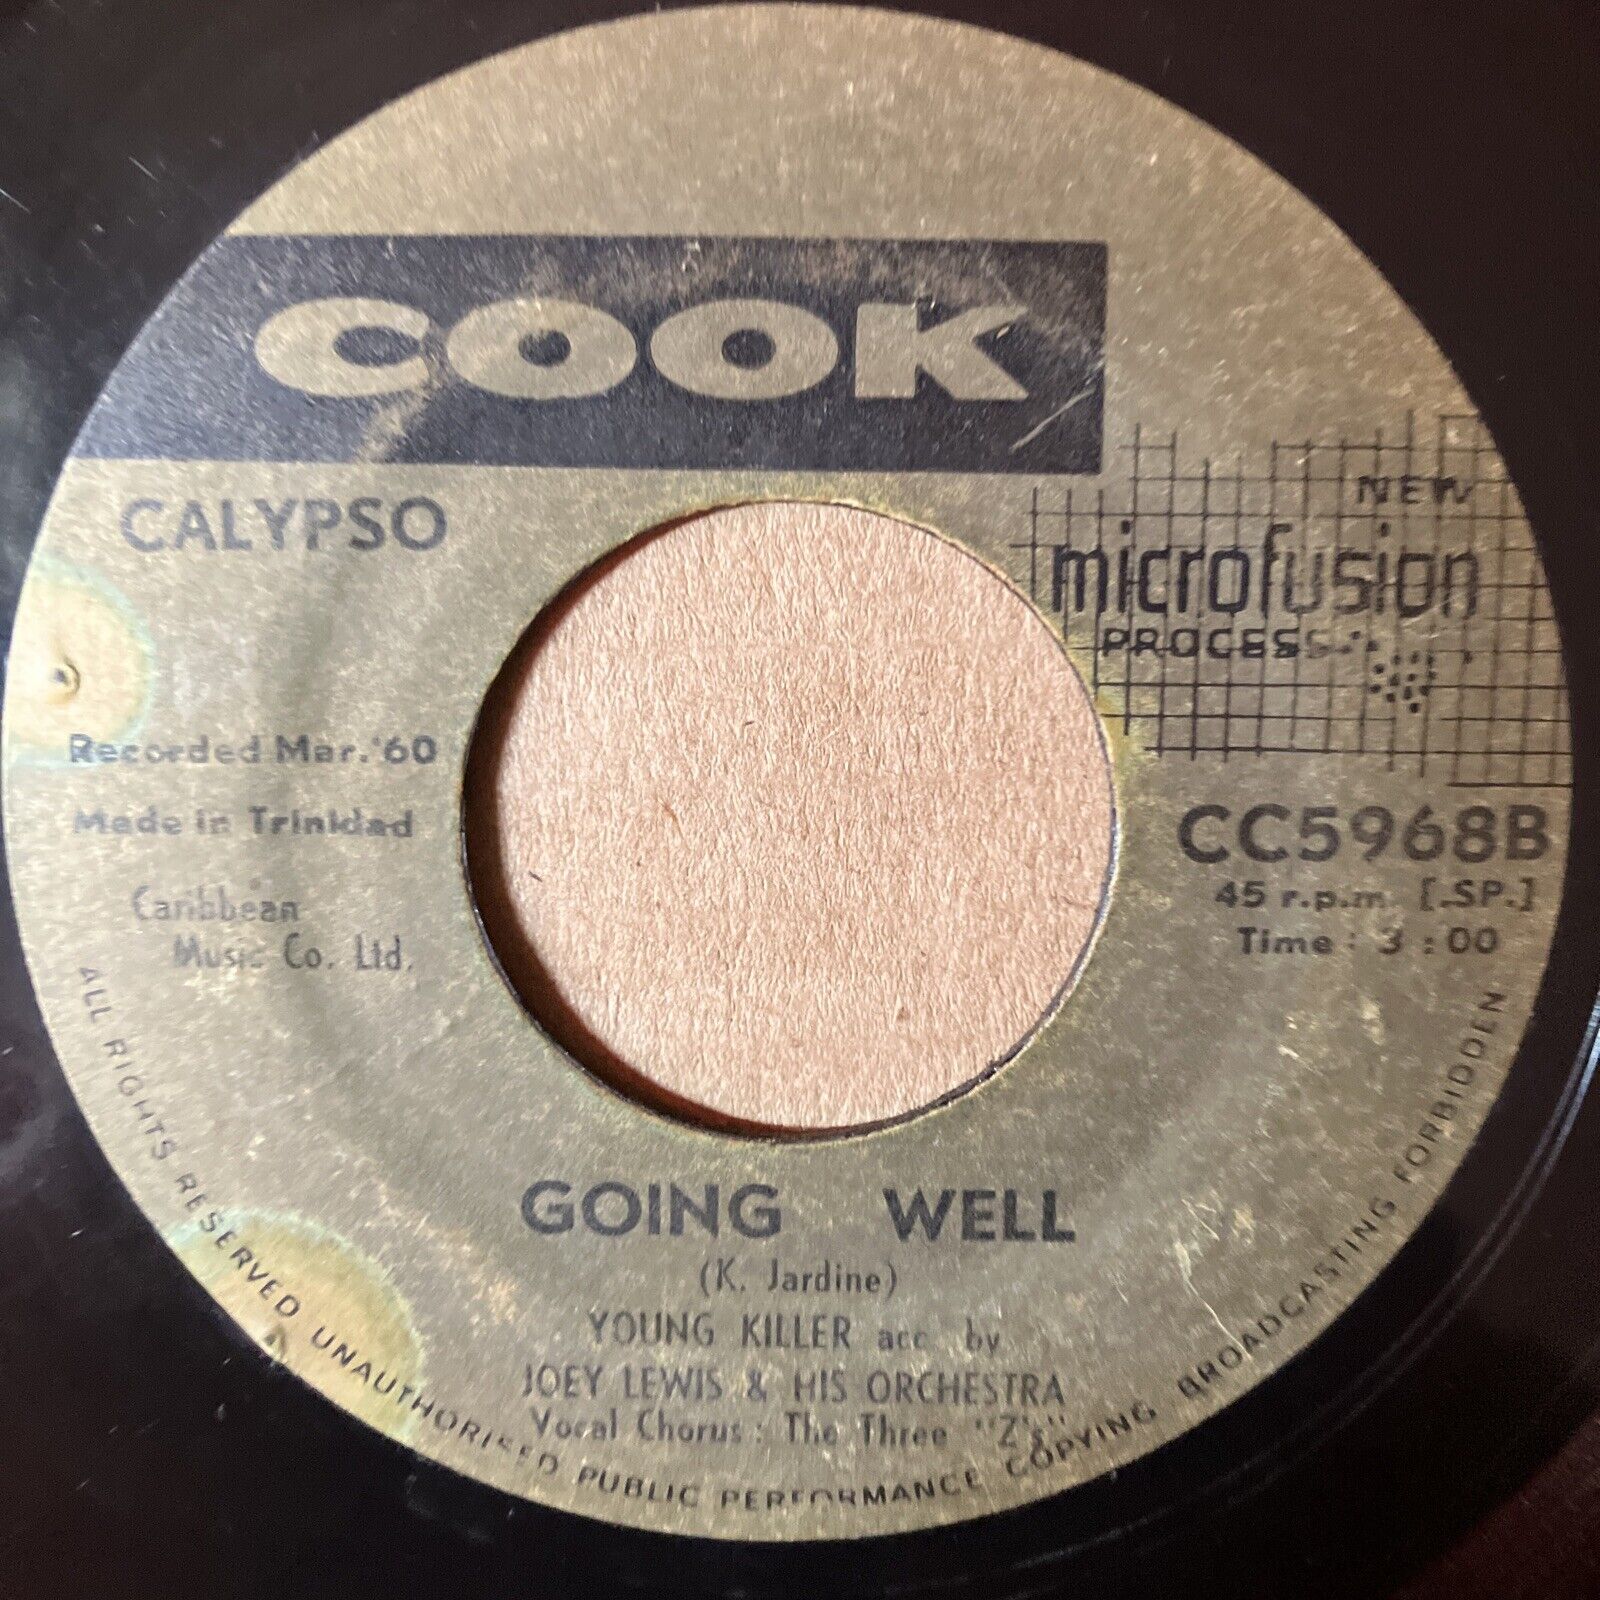 COOK
CALYPSO
NEW
microfusion
PROCESS
Recorded Mar. '60
Made in Trinidad
Caribbean
Music Co. Ltd.
CC5968B
45 r.p.m. [.SP.]
Time : 3 : 00
GOING WELL
(K. Jardine)
YOUNG KILLER acc. by
JOEY LEWIS & HIS ORCHESTRA
Vocal Chorus : The Three "Z's"
ALL RIGHTS RESERVED UNAUTHORISED PUBLIC PERFORMANCE COPYING BROADCASTING FORBIDDEN